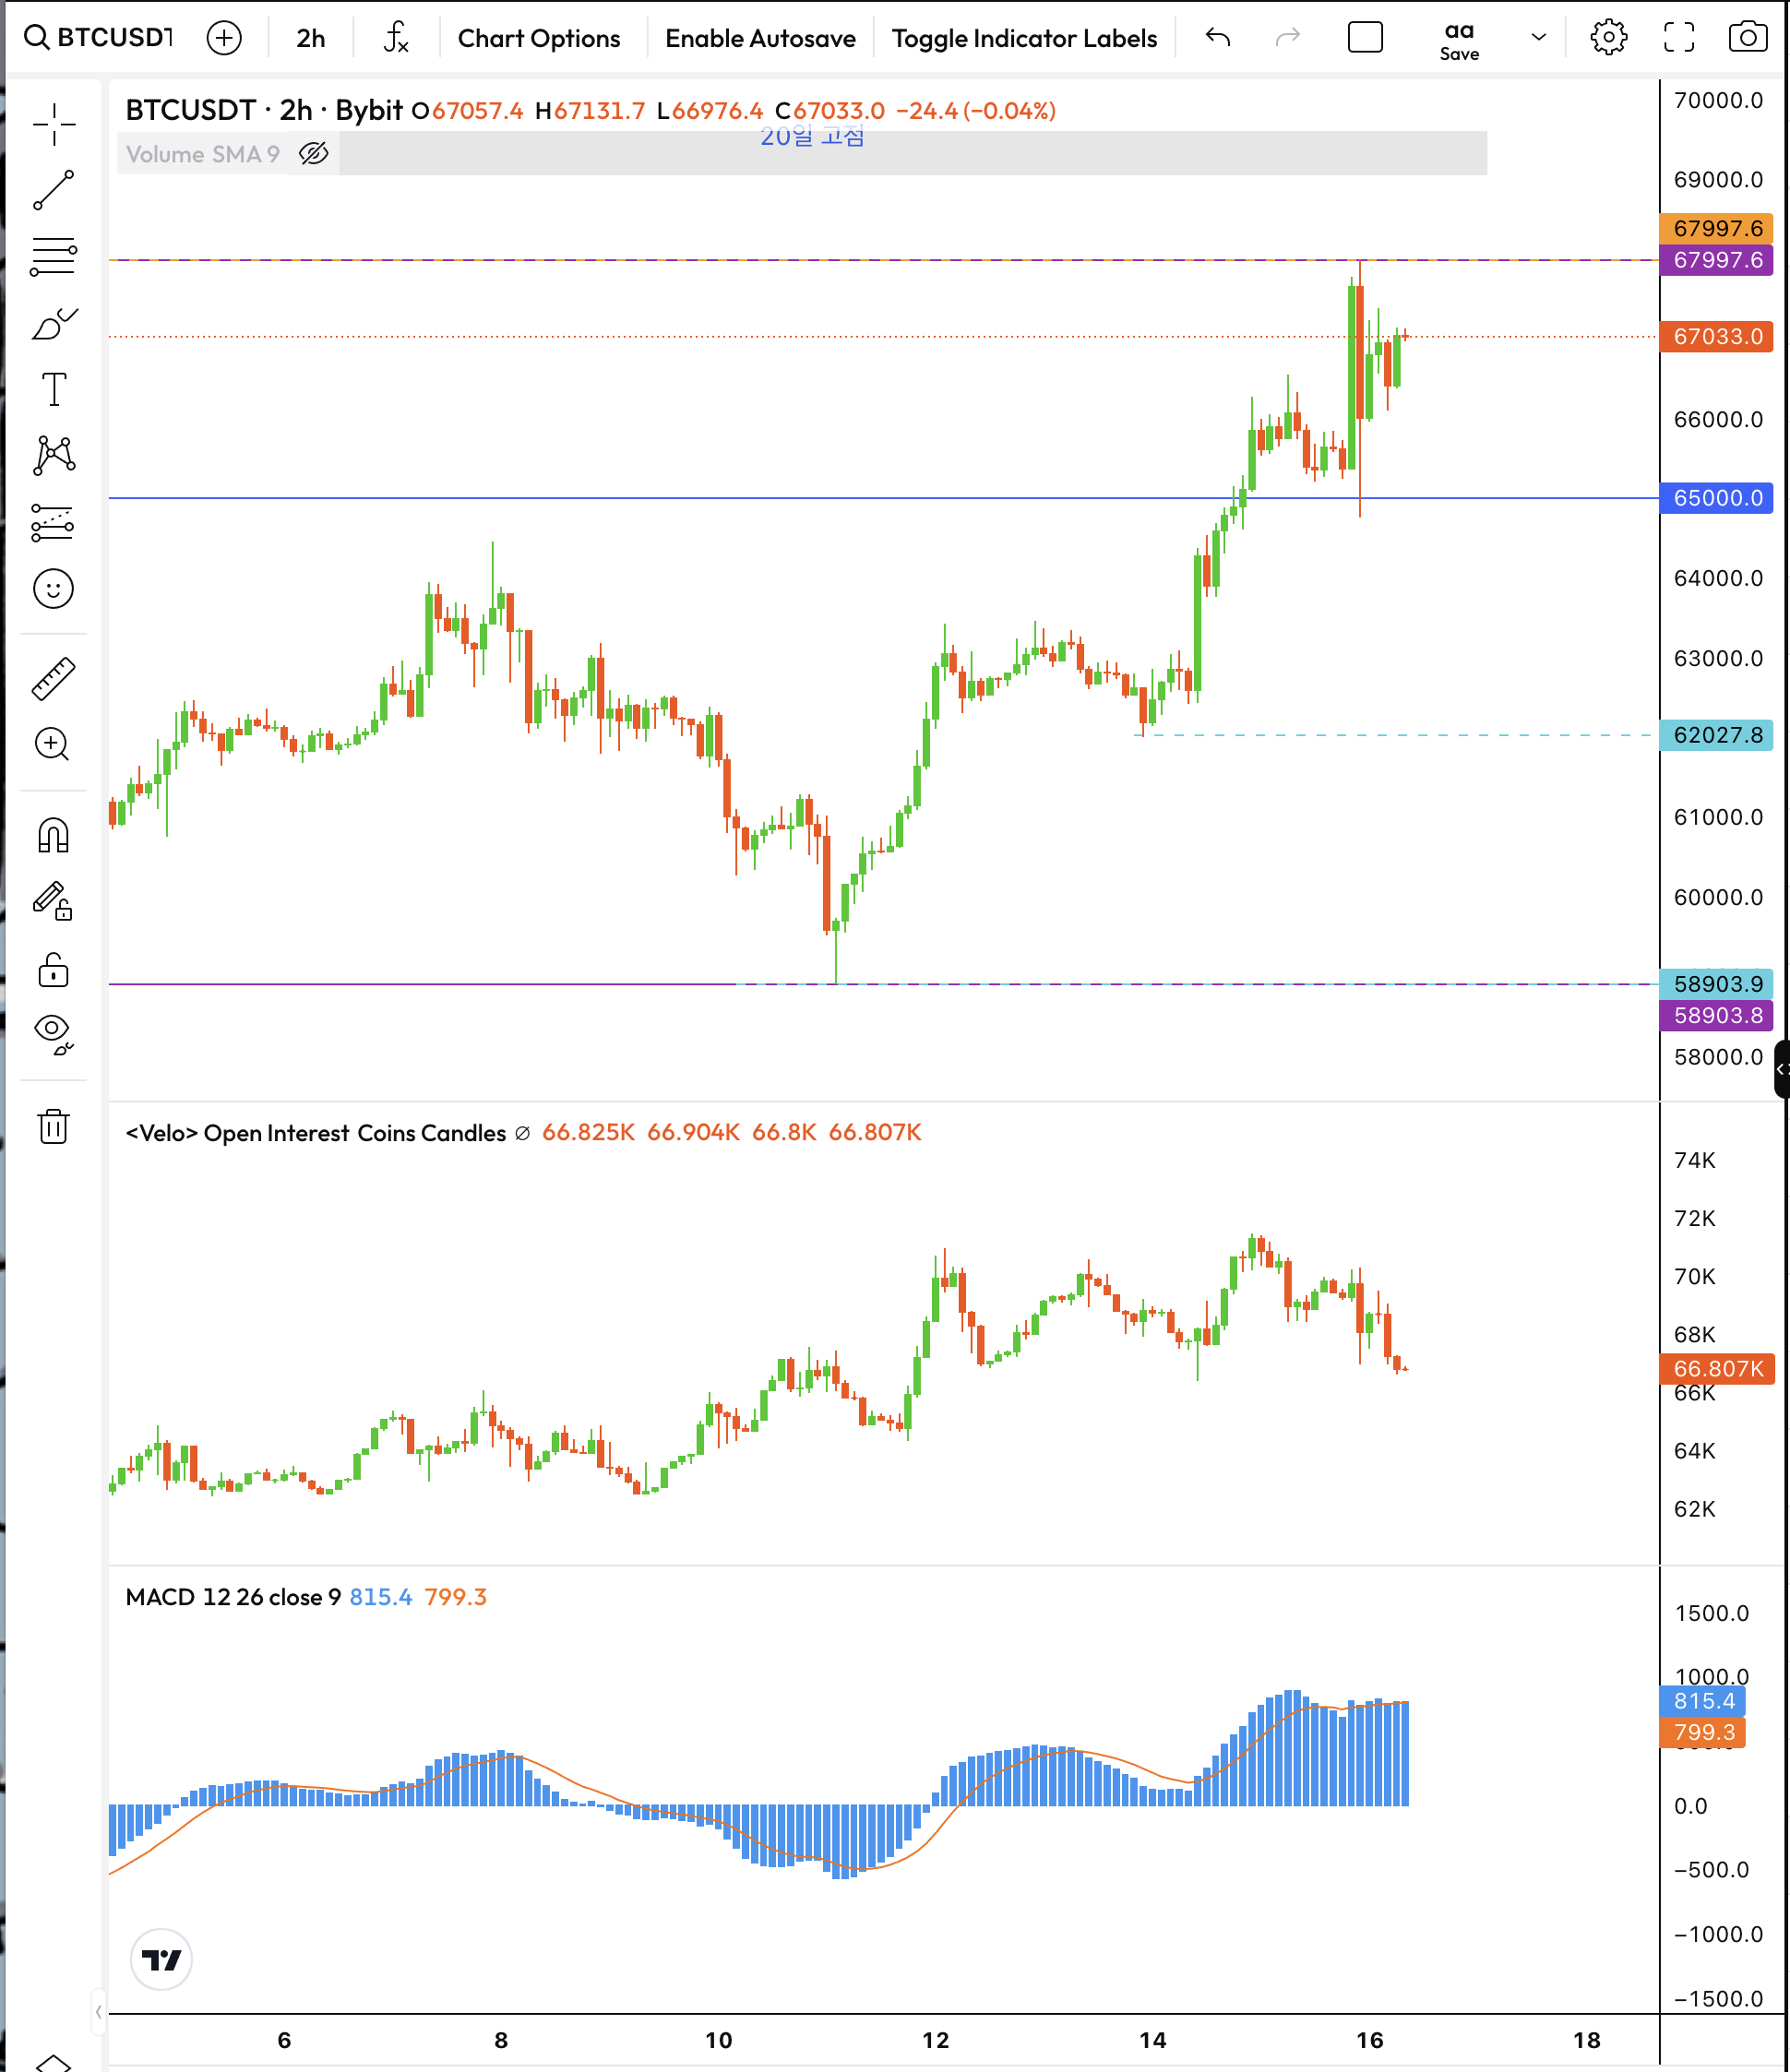 BTCUSDT 2h fx Chart Options Enable Autosave Toggle Indicator Labels aa
Save
BTCUSDT · 2h · Bybit O67057.4 H67131.7 L66976.4 C67033.0 −24.4 (−0.04%)
20일 고점
Volume SMA 9
70000.0
69000.0
67997.6
67997.6
67033.0
66000.0
65000.0
64000.0
63000.0
62027.8
61000.0
60000.0
58903.9
58903.8
58000.0
<Velo> Open Interest Coins Candles ∅ 66.825K 66.904K 66.8K 66.807K
74K
72K
70K
68K
66.807K
66K
64K
62K
MACD 12 26 close 9 815.4 799.3
1500.0
1000.0
815.4
799.3
0.0
−500.0
−1000.0
−1500.0
6 8 10 12 14 16 18